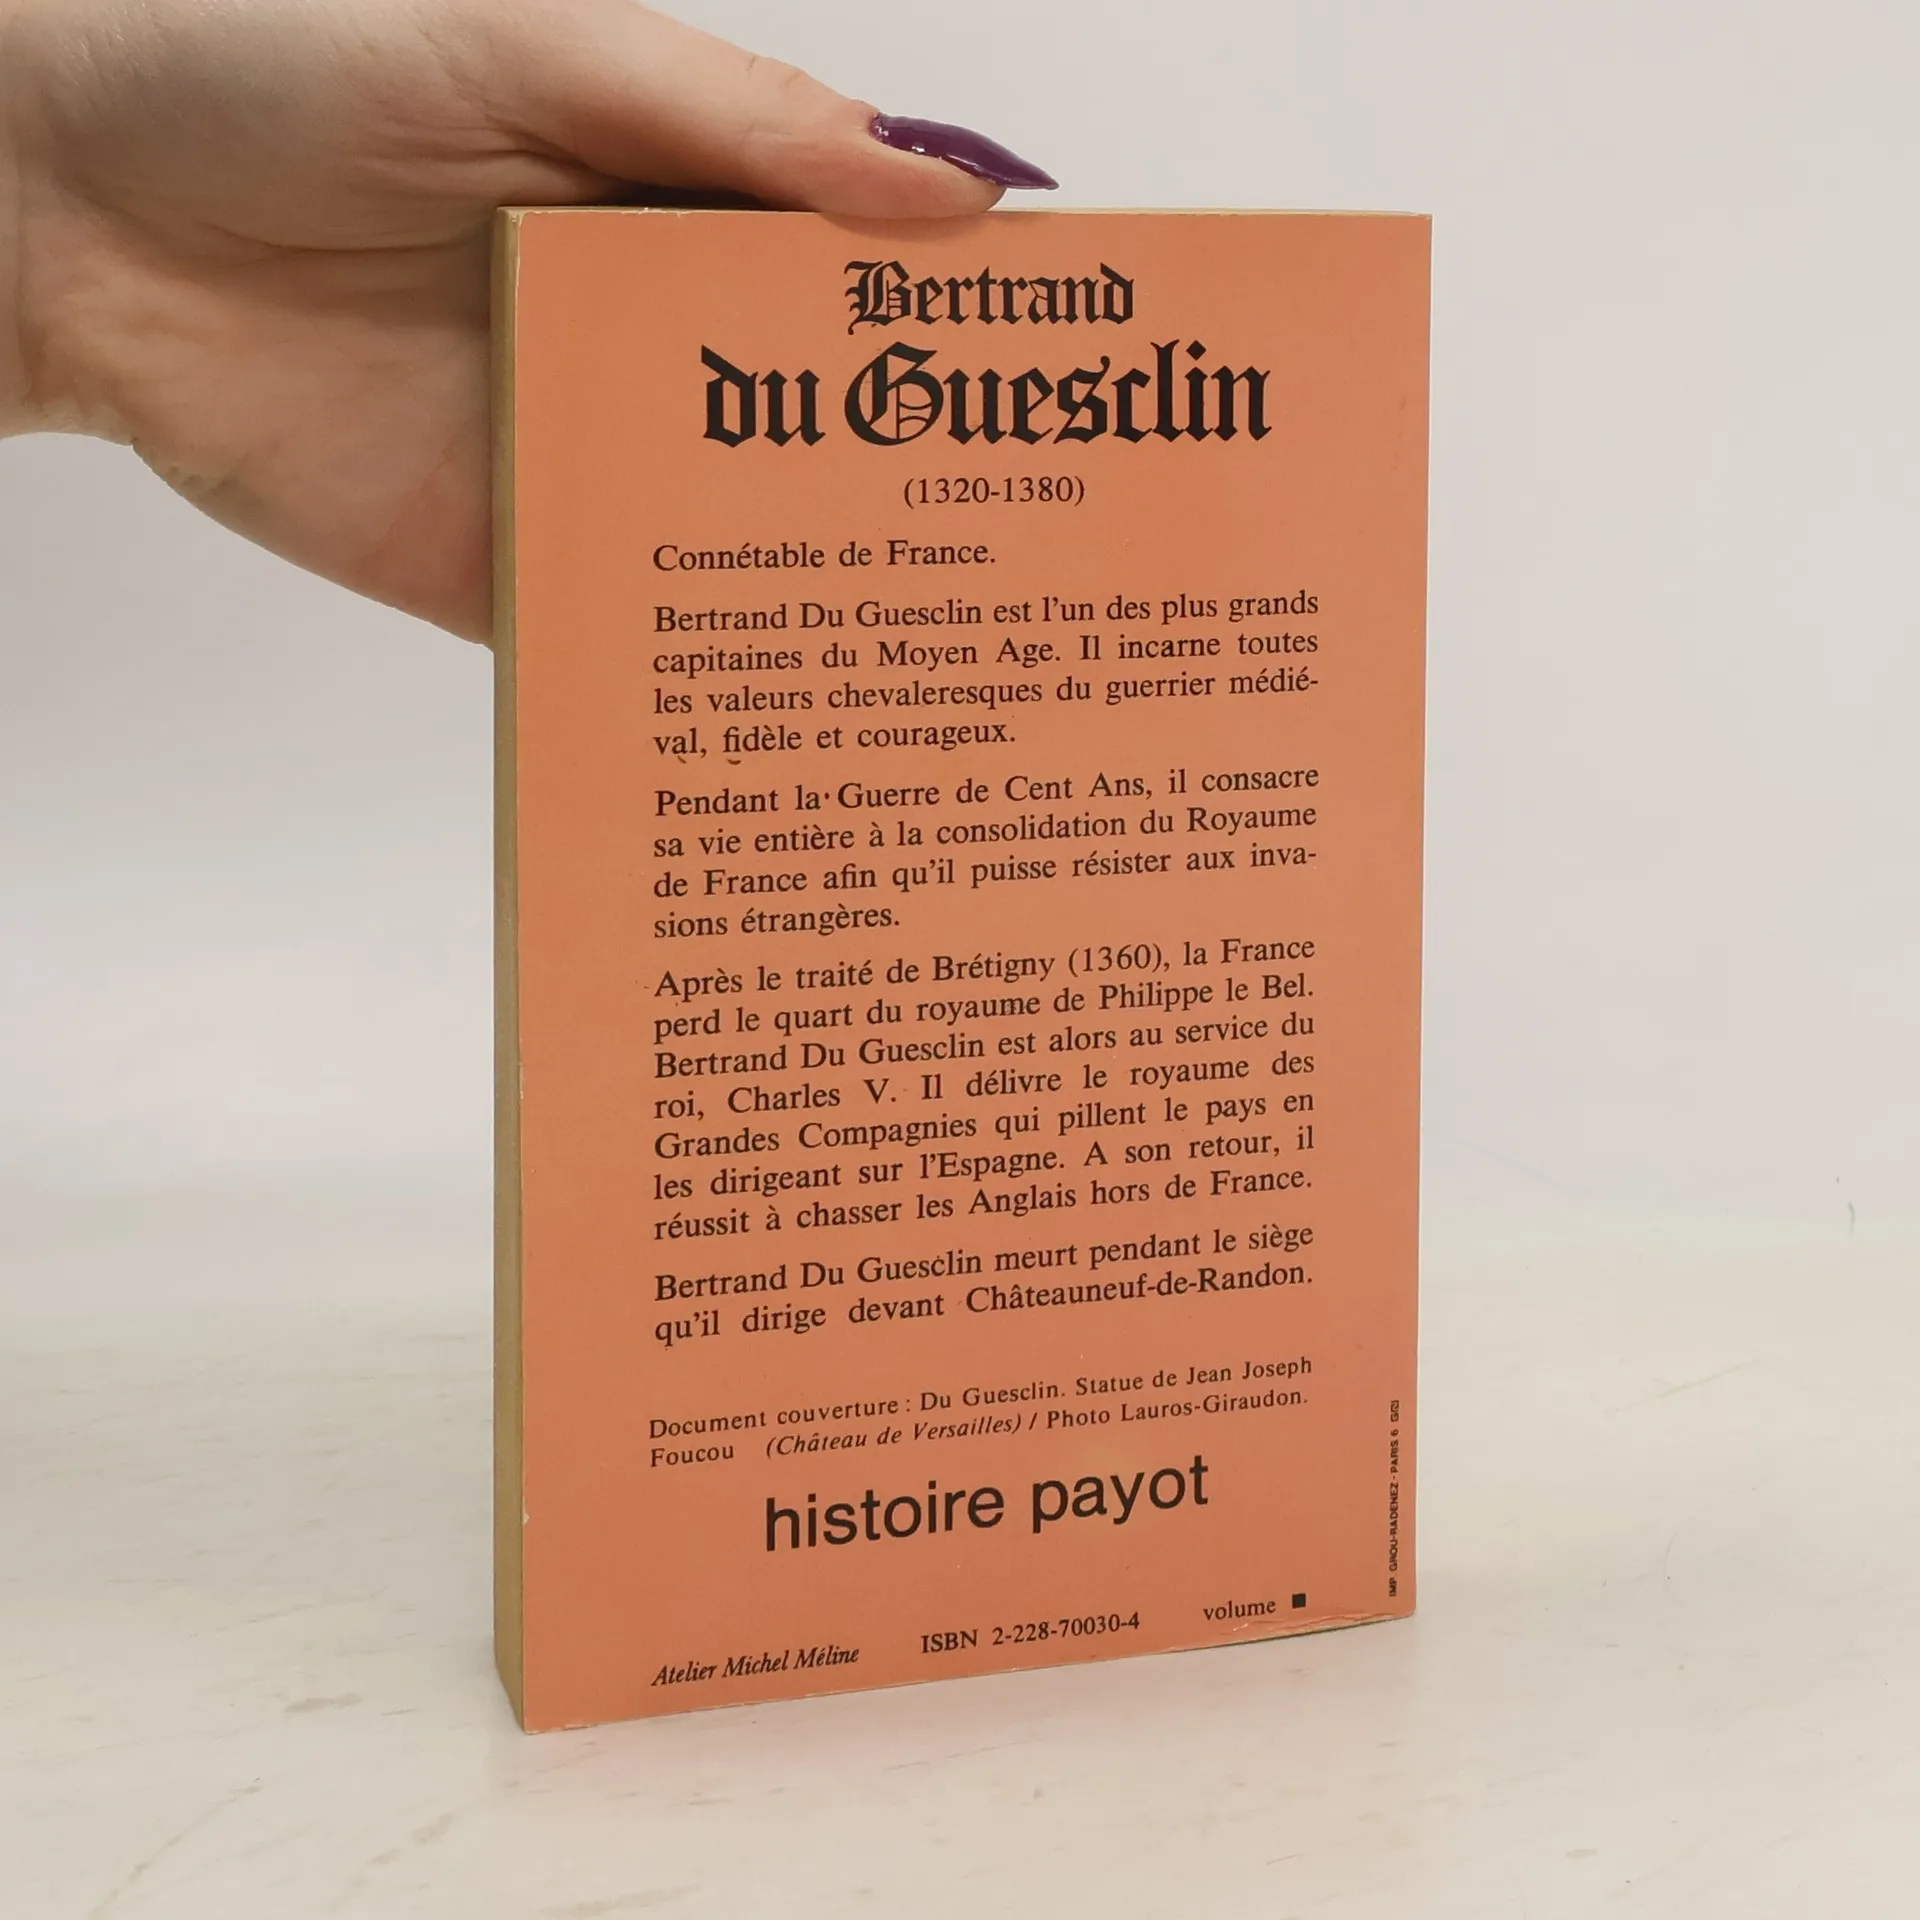 Bertrand
du Guesclin
(1320-1380)
Connétable de France.
Bertrand Du Guesclin est l'un des plus grands
capitaines du Moyen Age. Il incarne toutes
les valeurs chevaleresques du guerrier médié-
val, fidèle et courageux.
Pendant la Guerre de Cent Ans, il consacre
sa vie entière à la consolidation du Royaume
de France afin qu'il puisse résister aux inva-
sions étrangères.
Après le traité de Brétigny (1360), la France
perd le quart du royaume de Philippe le Bel.
Bertrand Du Guesclin est alors au service du
roi, Charles V. Il délivre le royaume des
Grandes Compagnies qui pillent le pays en
les dirigeant sur l'Espagne. A son retour, il
réussit à chasser les Anglais hors de France.
Bertrand Du Guesclin meurt pendant le siège
qu'il dirige devant Châteauneuf-de-Randon.
Document couverture : Du Guesclin. Statue de Jean Joseph
Foucou (Château de Versailles) / Photo Lauros-Giraudon.
histoire payot
Atelier Michel Méline ISBN 2-228-70030-4 volume ■
IMP. GROU-RADENEZ - PARIS 6